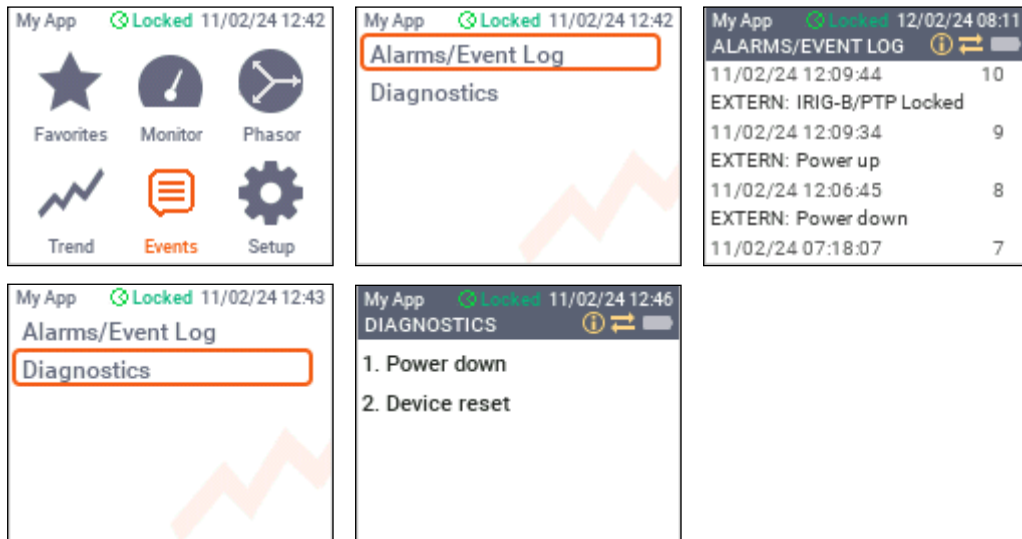 My App Locked 11/02/24 12:42
Favorites Monitor Phasor
Trend Events Setup
My App Locked 11/02/24 12:42
Alarms/Event Log
Diagnostics
My App Locked 12/02/24 08:11
ALARMS/EVENT LOG
11/02/24 12:09:44 10
EXTERN: IRIG-B/PTP Locked
11/02/24 12:09:34 9
EXTERN: Power up
11/02/24 12:06:45 8
EXTERN: Power down
11/02/24 07:18:07 7
My App Locked 11/02/24 12:43
Alarms/Event Log
Diagnostics
My App Locked 11/02/24 12:46
DIAGNOSTICS
1. Power down
2. Device reset